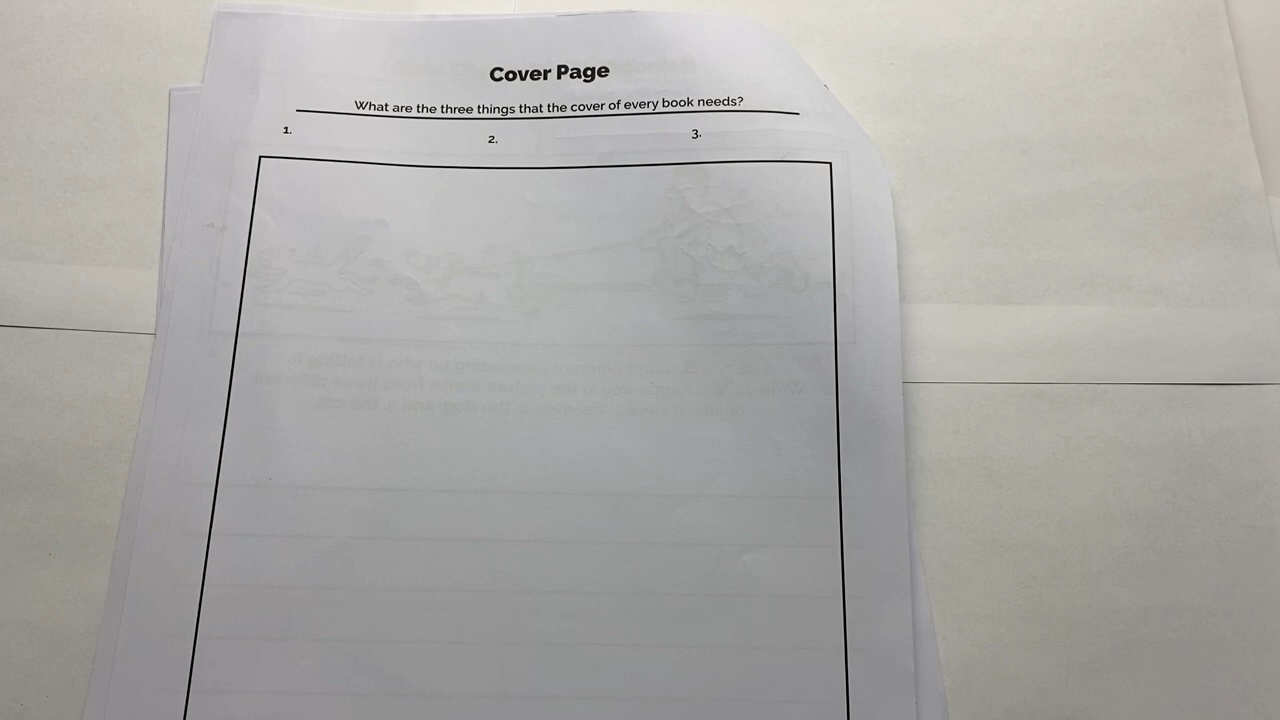 Cover Page
What are the three things that the cover of every book needs?
1. 2. 3.